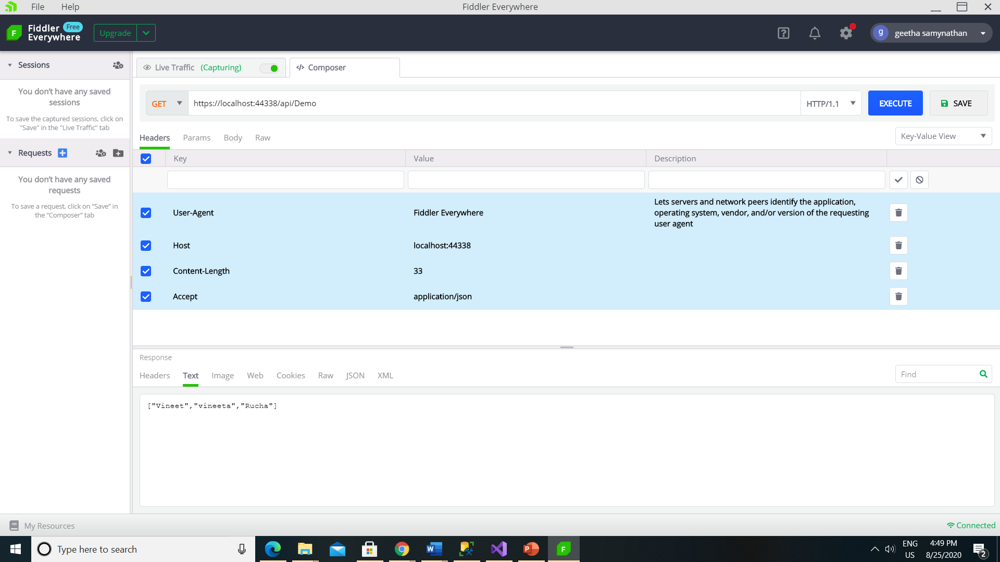 File Help Fiddler Everywhere
Fiddler Free
Everywhere
Upgrade
g geetha samynathan
Sessions
You don’t have any saved
sessions
To save the captured sessions, click on
"Save" in the "Live Traffic" tab
Requests
You don’t have any saved
requests
To save a request, click on “Save” in
the “Composer” tab
Live Traffic (Capturing)
</> Composer
GET https://localhost:44338/api/Demo HTTP/1.1 EXECUTE SAVE
Headers Params Body Raw Key-Value View
Key Value Description
User-Agent Fiddler Everywhere
Lets servers and network peers identify the application,
operating system, vendor, and/or version of the requesting
user agent
Host localhost:44338
Content-Length 33
Accept application/json
Response
Headers Text Image Web Cookies Raw JSON XML Find
["Vineet","vineeta","Rucha"]
My Resources Connected
Type here to search
ENG
US
4:49 PM
8/25/2020
2